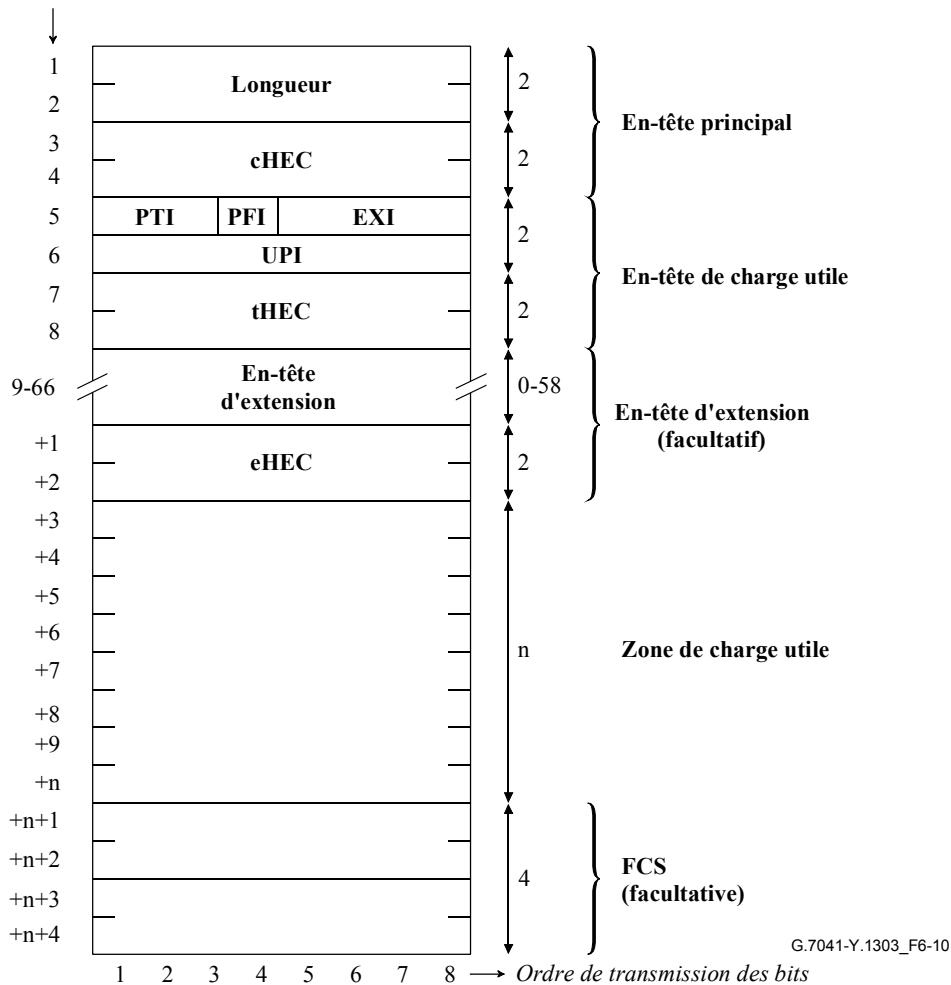 1
Longueur
2
2
En-tête principal
3
cHEC
2
4
5
PTI
PFI
EXI
2
6
UPI
En-tête de charge utile
7
tHEC
2
8
9-66
En-tête
d'extension
0-58
En-tête d'extension
(facultatif)
+1
eHEC
2
+2
+3
+4
+5
+6
n
Zone de charge utile
+7
+8
+9
+n
+n+1
+n+2
4
FCS
(facultative)
+n+3
+n+4
G.7041-Y.1303_F6-10
1 2 3 4 5 6 7 8 Ordre de transmission des bits